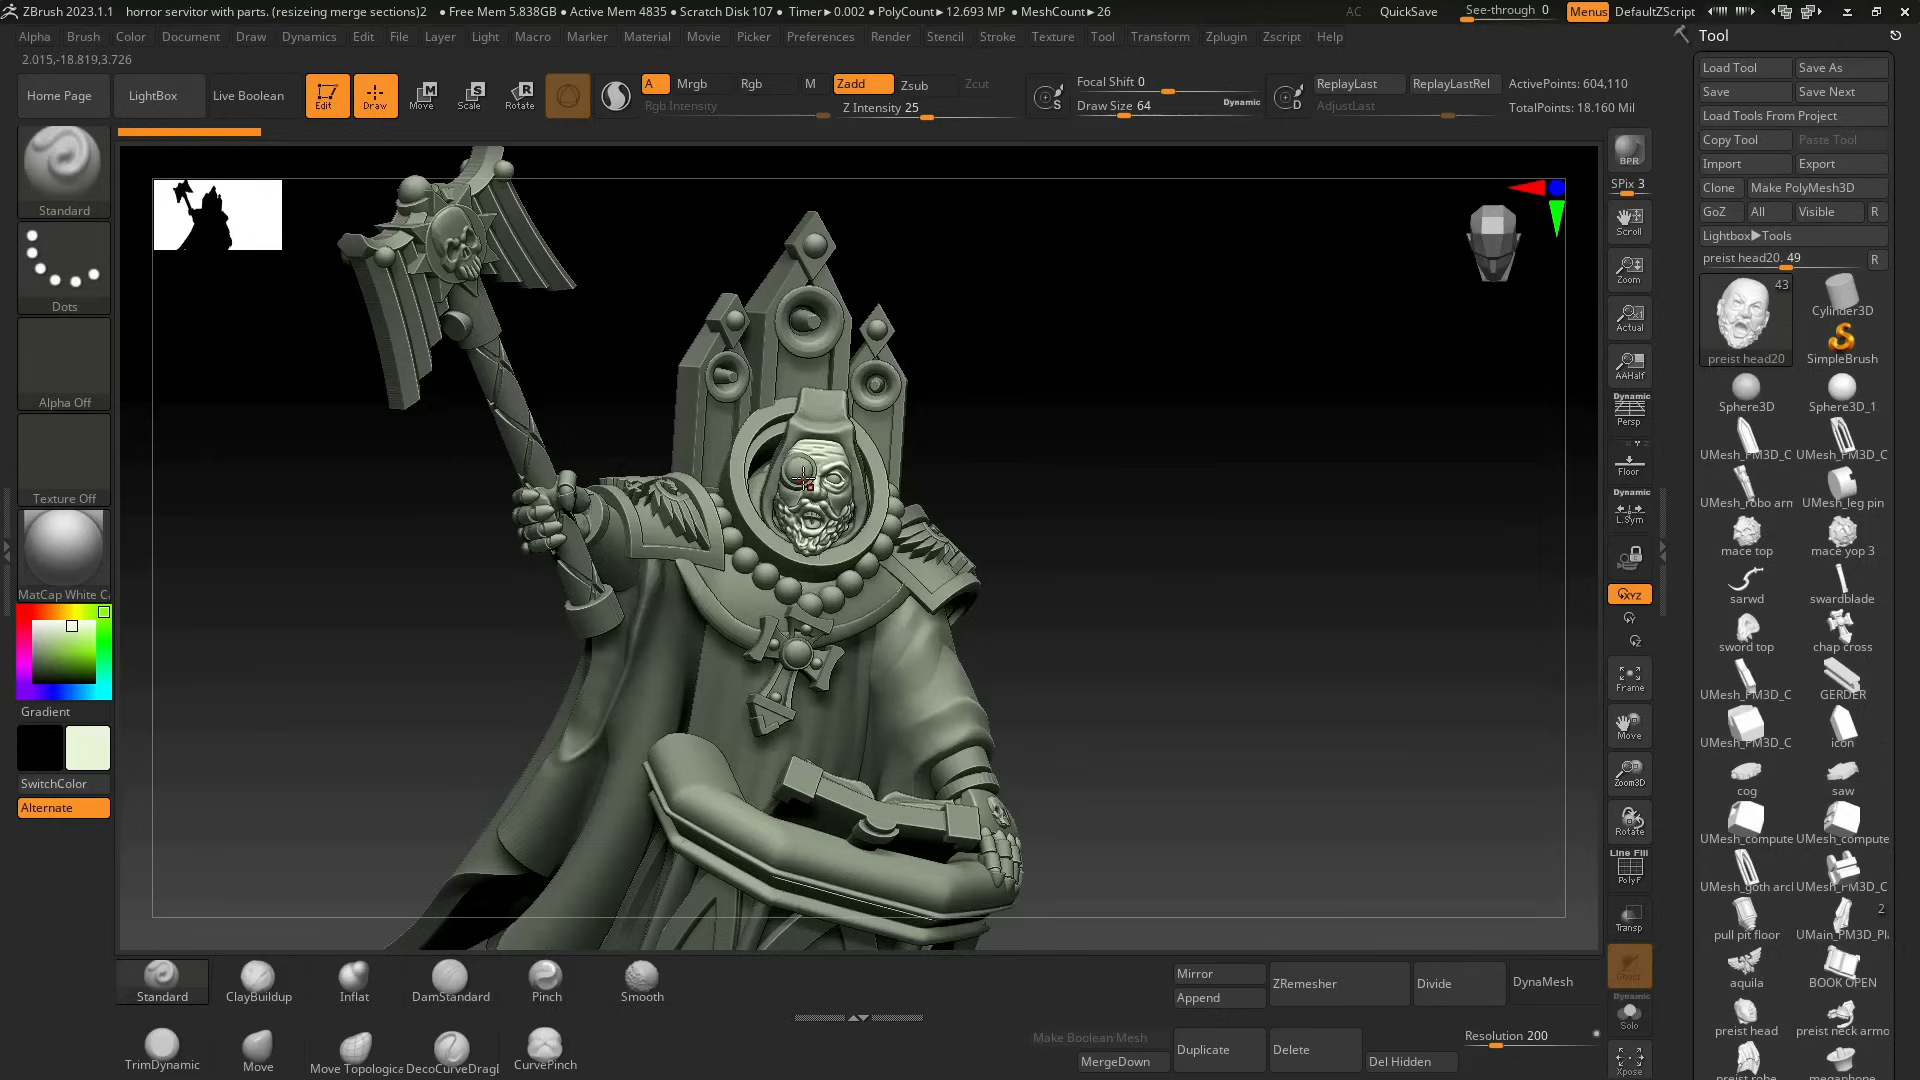 ZBrush 2023.1.1 horror servitor with parts. (resizeing merge sections)2 ● Free Mem 5.838GB ● Active Mem 4835 ● Scratch Disk 107 ● Timer▸0.002 ● PolyCount▸12.693 MP ● MeshCount▸26 AC QuickSave See-through 0 Menus DefaultZScript
Alpha Brush Color Document Draw Dynamics Edit File Layer Light Macro Marker Material Movie Picker Preferences Render Stencil Stroke Texture Tool Transform Zplugin Zscript Help
2.015,-18.819,3.726
Home Page LightBox Live Boolean Edit Draw Move Scale Rotate
A Mrgb Rgb M Zadd Zsub Zcut
Rgb Intensity Z Intensity 25
Focal Shift 0
Draw Size 64 Dynamic
ReplayLast ReplayLastRel
AdjustLast
ActivePoints: 604,110
TotalPoints: 18.160 Mil
Standard
Dots
Alpha Off
Texture Off
MatCap White Ca
Gradient
SwitchColor
Alternate
BPR
SPix 3
Scroll
Zoom
Actual
AAHalf
Dynamic
Persp
Floor
Dynamic
L.Sym
XYZ
Frame
Move
Zoom3D
Rotate
Line Fill
PolyF
Transp
Ghost
Dynamic
Solo
Xpose
Tool
Load Tool Save As
Save Save Next
Load Tools From Project
Copy Tool Paste Tool
Import Export
Clone Make PolyMesh3D
GoZ All Visible R
Lightbox▸Tools
preist head20. 49 R
43
Cylinder3D
preist head20 SimpleBrush
Sphere3D Sphere3D_1
UMesh_PM3D_C UMesh_PM3D_C
UMesh_robo arn UMesh_leg pin
mace top mace yop 3
sarwd swardblade
sword top chap cross
UMesh_PM3D_C GERDER
UMesh_PM3D_C icon
cog saw
UMesh_compute UMesh_compute
UMesh_goth arcl UMesh_PM3D_C
2
pull pit floor UMain_PM3D_Pl
aquila BOOK OPEN
preist head preist neck armo
preist robe megaphone
Standard ClayBuildup Inflat DamStandard Pinch Smooth
TrimDynamic Move Move Topologica DecoCurveDragD CurvePinch
Mirror
Append
ZRemesher Divide DynaMesh
Make Boolean Mesh
MergeDown
Duplicate Delete Del Hidden
Resolution 200